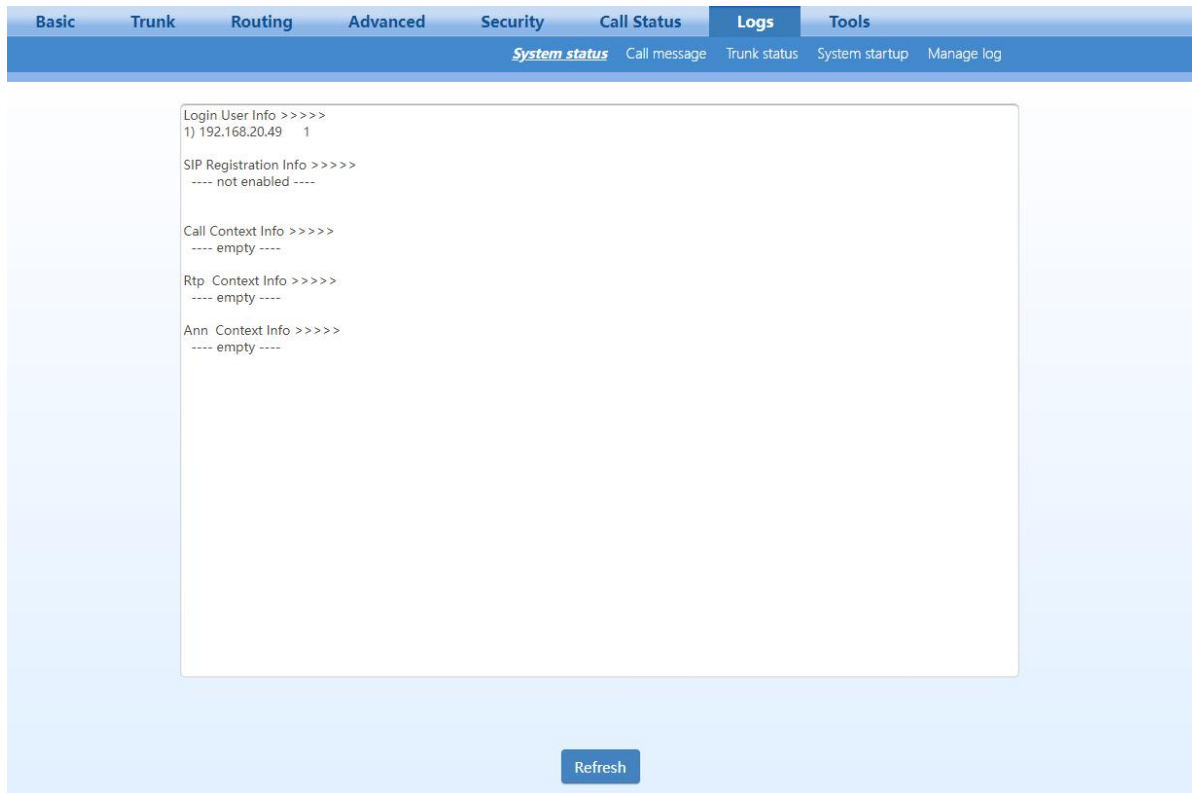 Basic Trunk Routing Advanced Security Call Status Logs Tools
System status Call message Trunk status System startup Manage log
Login User Info >>>>>
1) 192.168.20.49 1
SIP Registration Info >>>>>
---- not enabled ----
Call Context Info >>>>>
---- empty ----
Rtp Context Info >>>>>
---- empty ----
Ann Context Info >>>>>
---- empty ----
Refresh